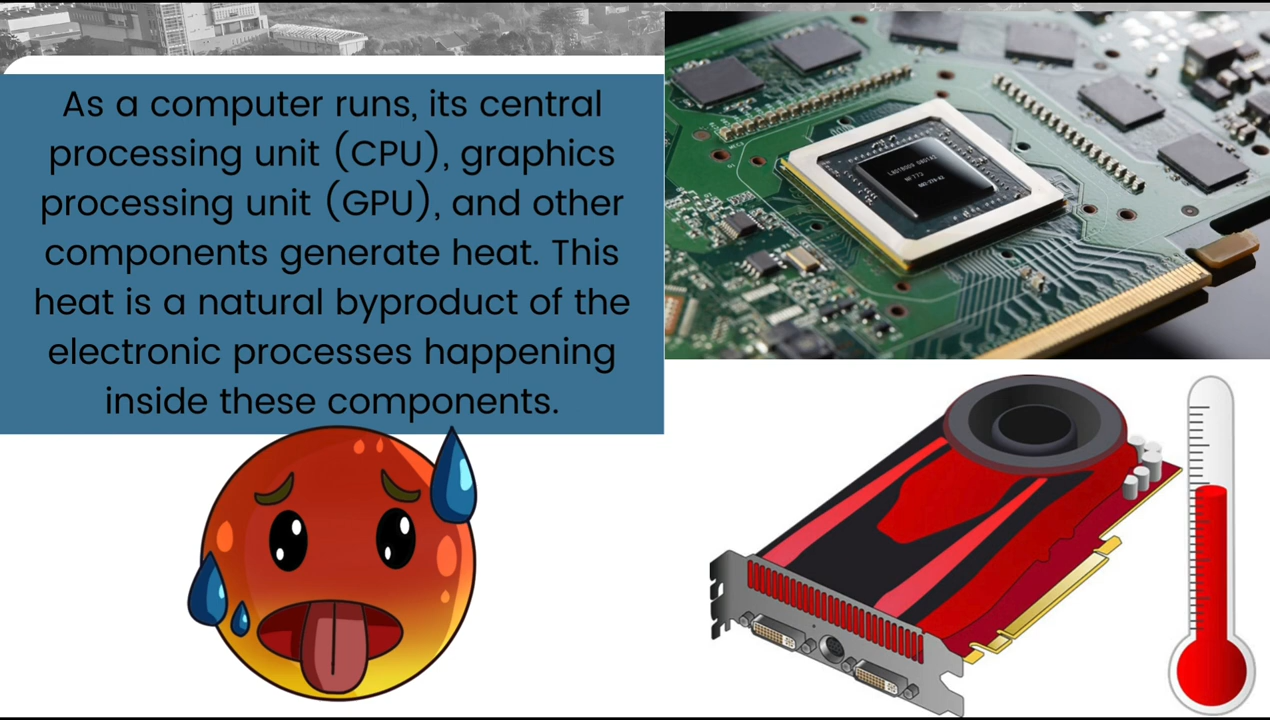 As a computer runs, its central
processing unit (CPU), graphics
processing unit (GPU), and other
components generate heat. This
heat is a natural byproduct of the
electronic processes happening
inside these components.